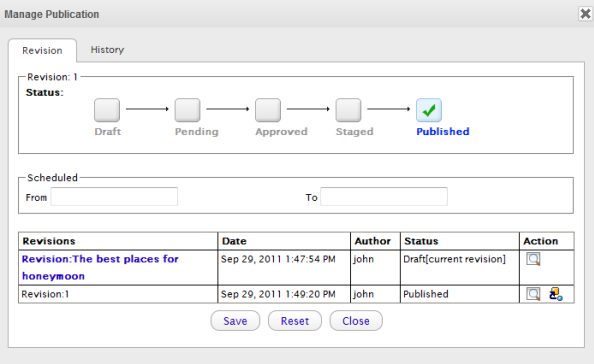 Manage Publication
Revision History
Revision: 1
Status:
Draft Pending Approved Staged Published
Scheduled
From To
Revisions Date Author Status Action
Revision:The best places for honeymoon Sep 29, 2011 1:47:54 PM john Draft[current revision]
Revision:1 Sep 29, 2011 1:49:20 PM john Published
Save Reset Close